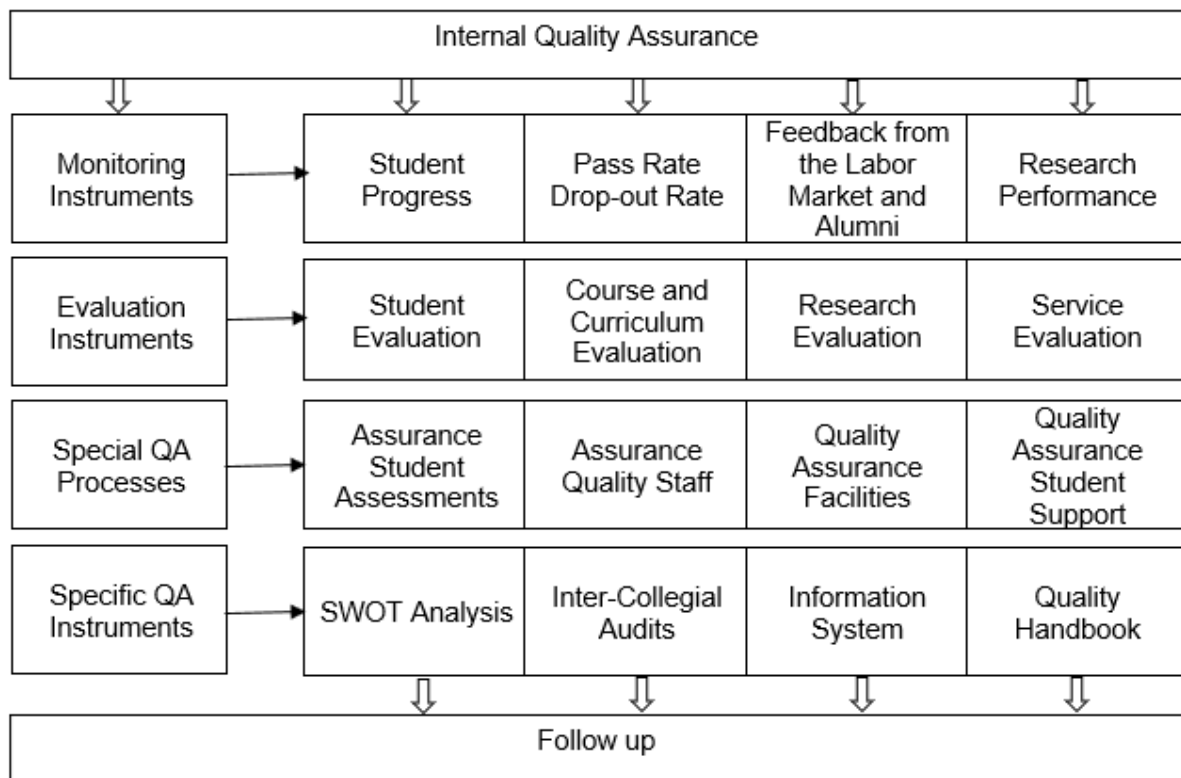 Internal Quality Assurance
Monitoring
Instruments
Student
Progress
Pass Rate
Drop-out Rate
Feedback from
the Labor
Market and
Alumni
Research
Performance
Evaluation
Instruments
Student
Evaluation
Course and
Curriculum
Evaluation
Research
Evaluation
Service
Evaluation
Special QA
Processes
Assurance
Student
Assessments
Assurance
Quality Staff
Quality
Assurance
Facilities
Quality
Assurance
Student
Support
Specific QA
Instruments
SWOT Analysis
Inter-Collegial
Audits
Information
System
Quality
Handbook
Follow up